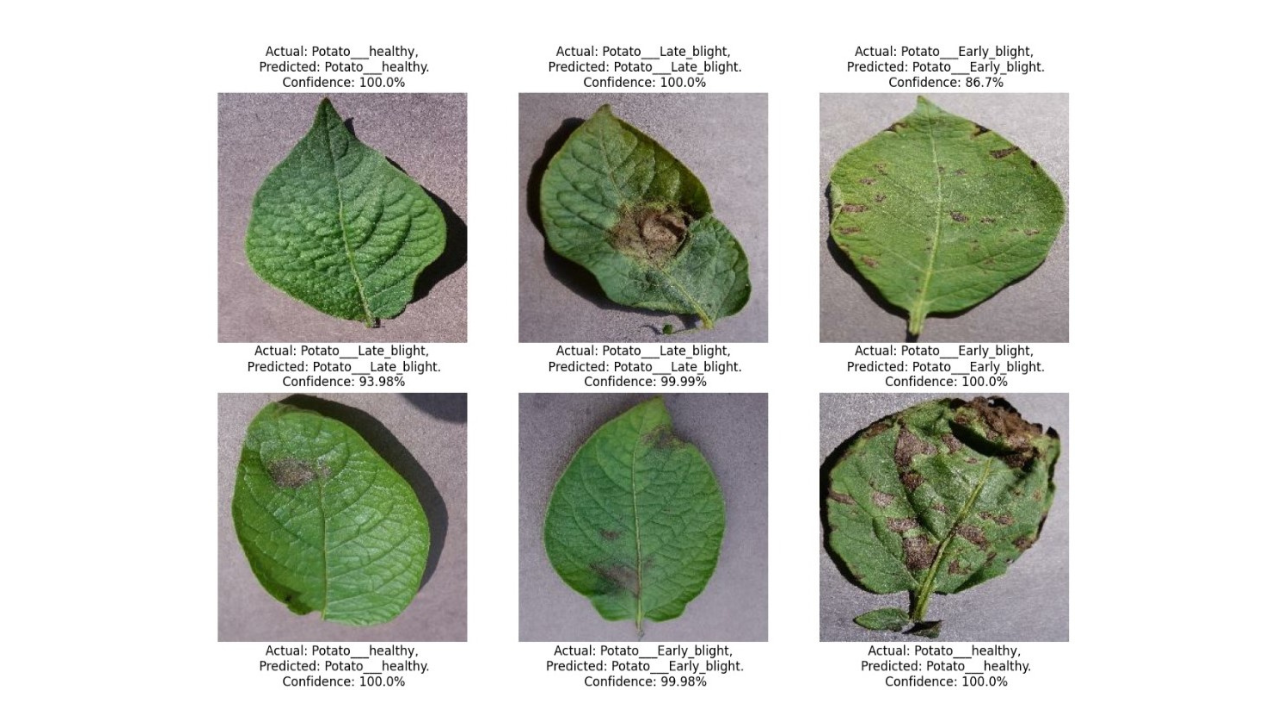 Actual: Potato___healthy,
Predicted: Potato___healthy.
Confidence: 100.0%
Actual: Potato___Late_blight,
Predicted: Potato___Late_blight.
Confidence: 100.0%
Actual: Potato___Early_blight,
Predicted: Potato___Early_blight.
Confidence: 86.7%
Actual: Potato___Late_blight,
Predicted: Potato___Late_blight.
Confidence: 93.98%
Actual: Potato___Late_blight,
Predicted: Potato___Late_blight.
Confidence: 99.99%
Actual: Potato___Early_blight,
Predicted: Potato___Early_blight.
Confidence: 100.0%
Actual: Potato___healthy,
Predicted: Potato___healthy.
Confidence: 100.0%
Actual: Potato___Early_blight,
Predicted: Potato___Early_blight.
Confidence: 99.98%
Actual: Potato___healthy,
Predicted: Potato___healthy.
Confidence: 100.0%